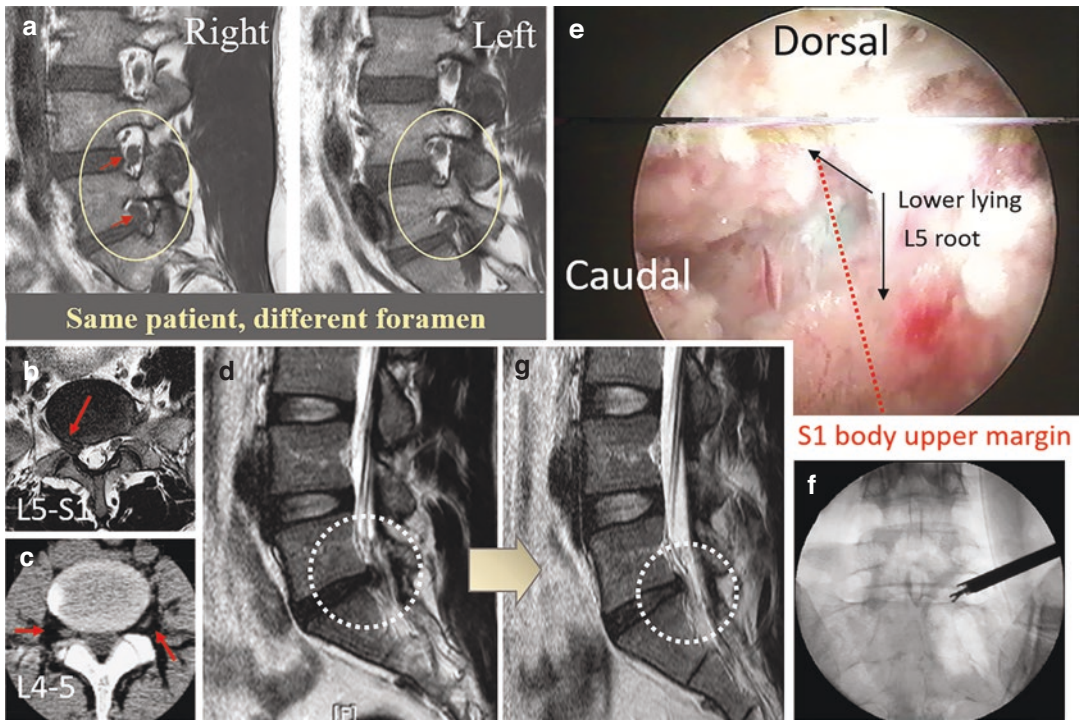 a
Right
Left
Same patient, different foramen
e
Dorsal
Lower lying
L5 root
Caudal
S1 body upper margin
b
L5-S1
c
L4-5
d
[F]
g
f